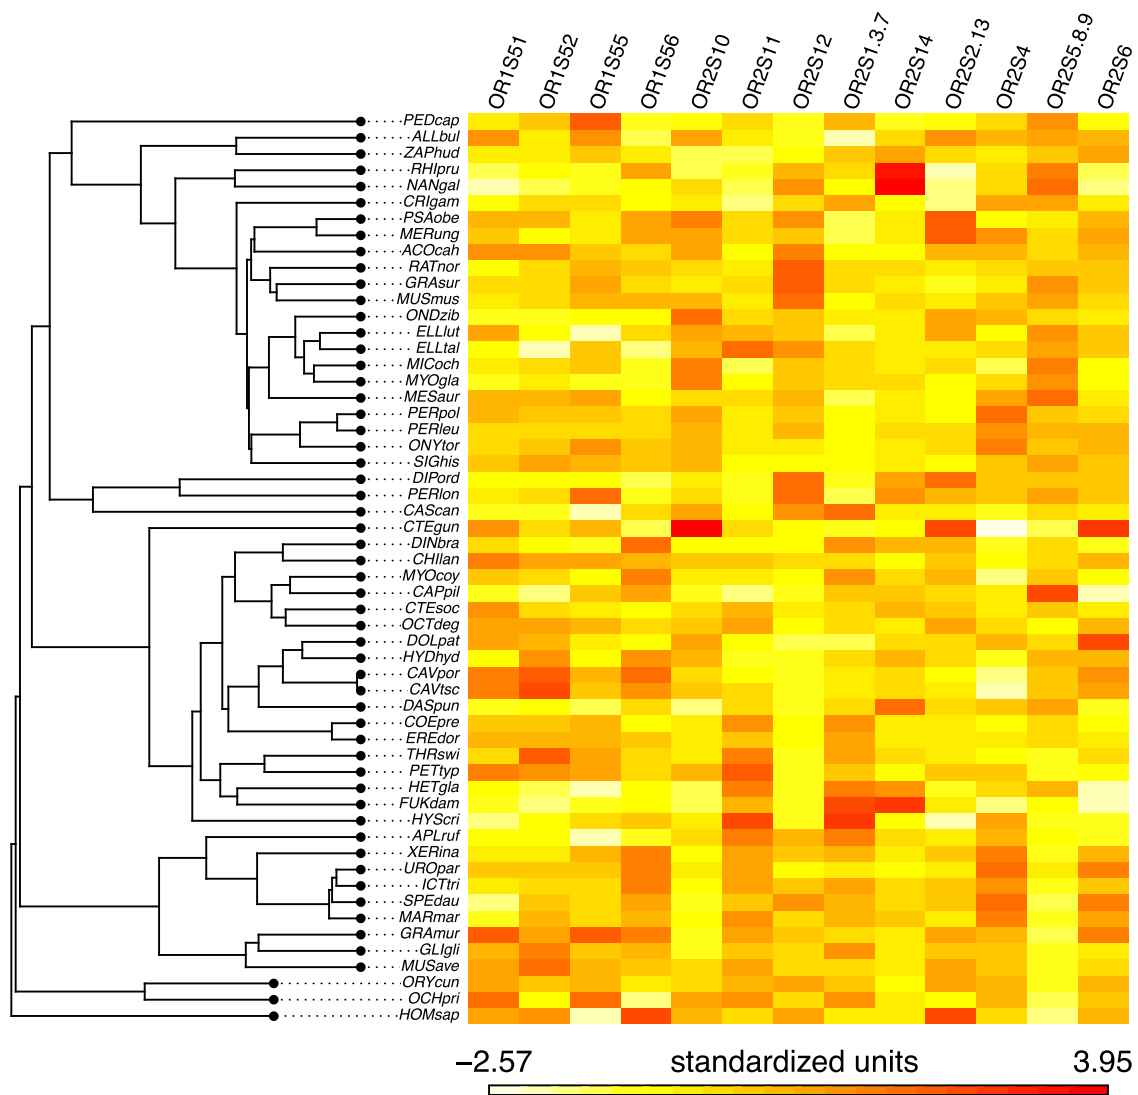 OR1S51 OR1S52 OR1S55 OR1S56 OR2S10 OR2S11 OR2S12 OR2S1.3.7 OR2S14 OR2S2.13 OR2S4 OR2S5.8.9 OR2S6
PEDcap
ALLbul
ZAPhud
RHIpru
NANgal
CRIgam
PSAobe
MERung
ACOcah
RATnor
GRAsur
MUSmus
ONDzib
ELLlut
ELLtal
MICoch
MYOgla
MESaur
PERpol
PERleu
ONYtor
SIGhis
DIPord
PERlon
CAScan
CTEgun
DINbra
CHIlan
MYOcoy
CAPpil
CTEsoc
OCTdeg
DOLpat
HYDhyd
CAVpor
CAVtsc
DASpun
COEpre
EREdor
THRswi
PETtyp
HETgla
FUKdam
HYScri
APLruf
XERina
UROpar
ICTtri
SPEdau
MARmar
GRAmur
GLIgli
MUSave
ORYcun
OCHpri
HOMsap
−2.57 standardized units 3.95